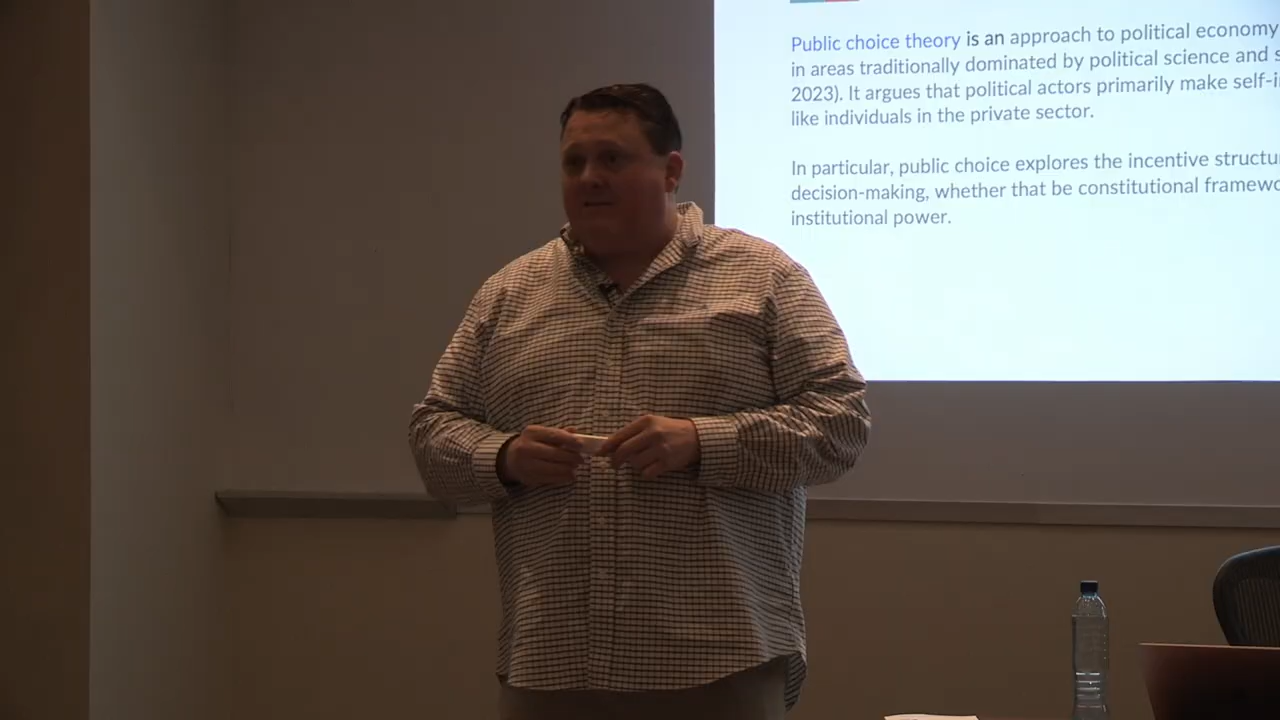 Public choice theory is an approach to political economy
in areas traditionally dominated by political science and
2023). It argues that political actors primarily make
like individuals in the private sector.
In particular, public choice explores the incentive
decision-making, whether that be constitutional
institutional power.